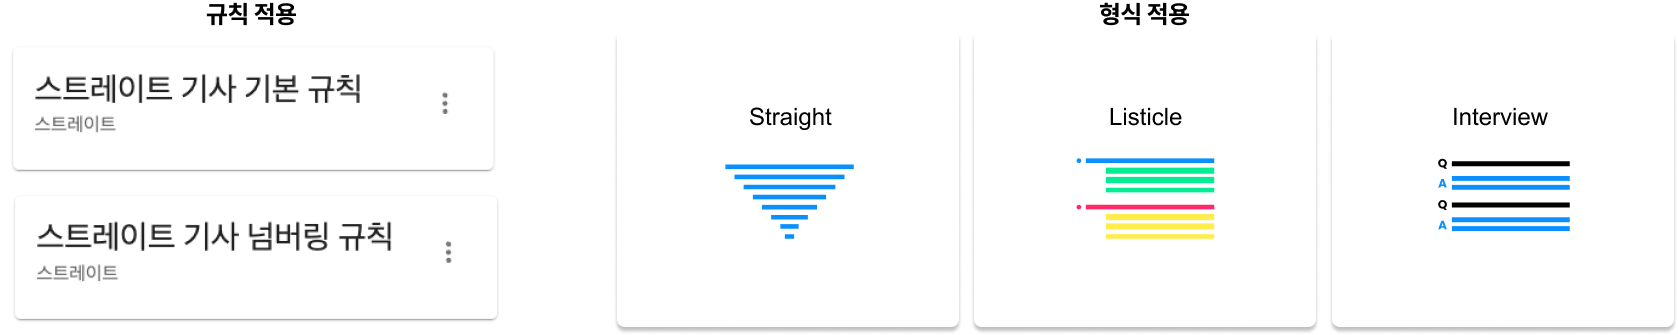 규칙 적용
스트레이트 기사 기본 규칙
스트레이트
스트레이트 기사 넘버링 규칙
스트레이트
형식 적용
Straight
Listicle
Interview
Q
A
Q
A